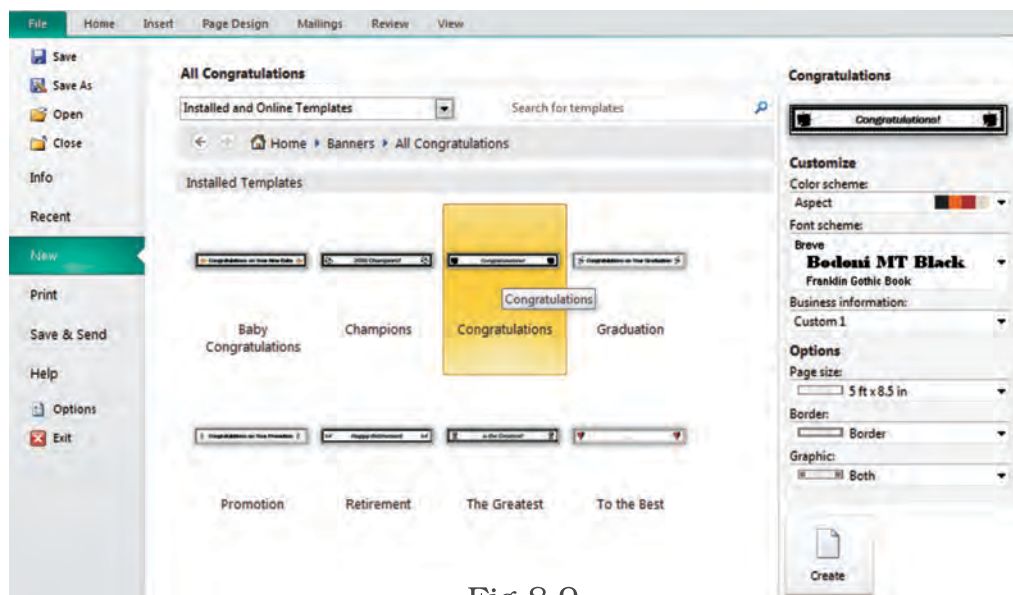 File Home Insert Page Design Mailings Review View
Save
Save As
Open
Close
Info
Recent
New
Print
Save & Send
Help
Options
Exit
All Congratulations
Installed and Online Templates Search for templates
Home Banners All Congratulations
Installed Templates
Congratulations
Baby
Congratulations
Champions
Congratulations
Graduation
Promotion
Retirement
The Greatest
To the Best
Congratulations
Congratulations!
Customize
Color scheme:
Aspect
Font scheme:
Breve
Bodoni MT Black
Franklin Gothic Book
Business information:
Custom 1
Options
Page size:
5 ft x 8.5 in
Border:
Border
Graphic:
Both
Create